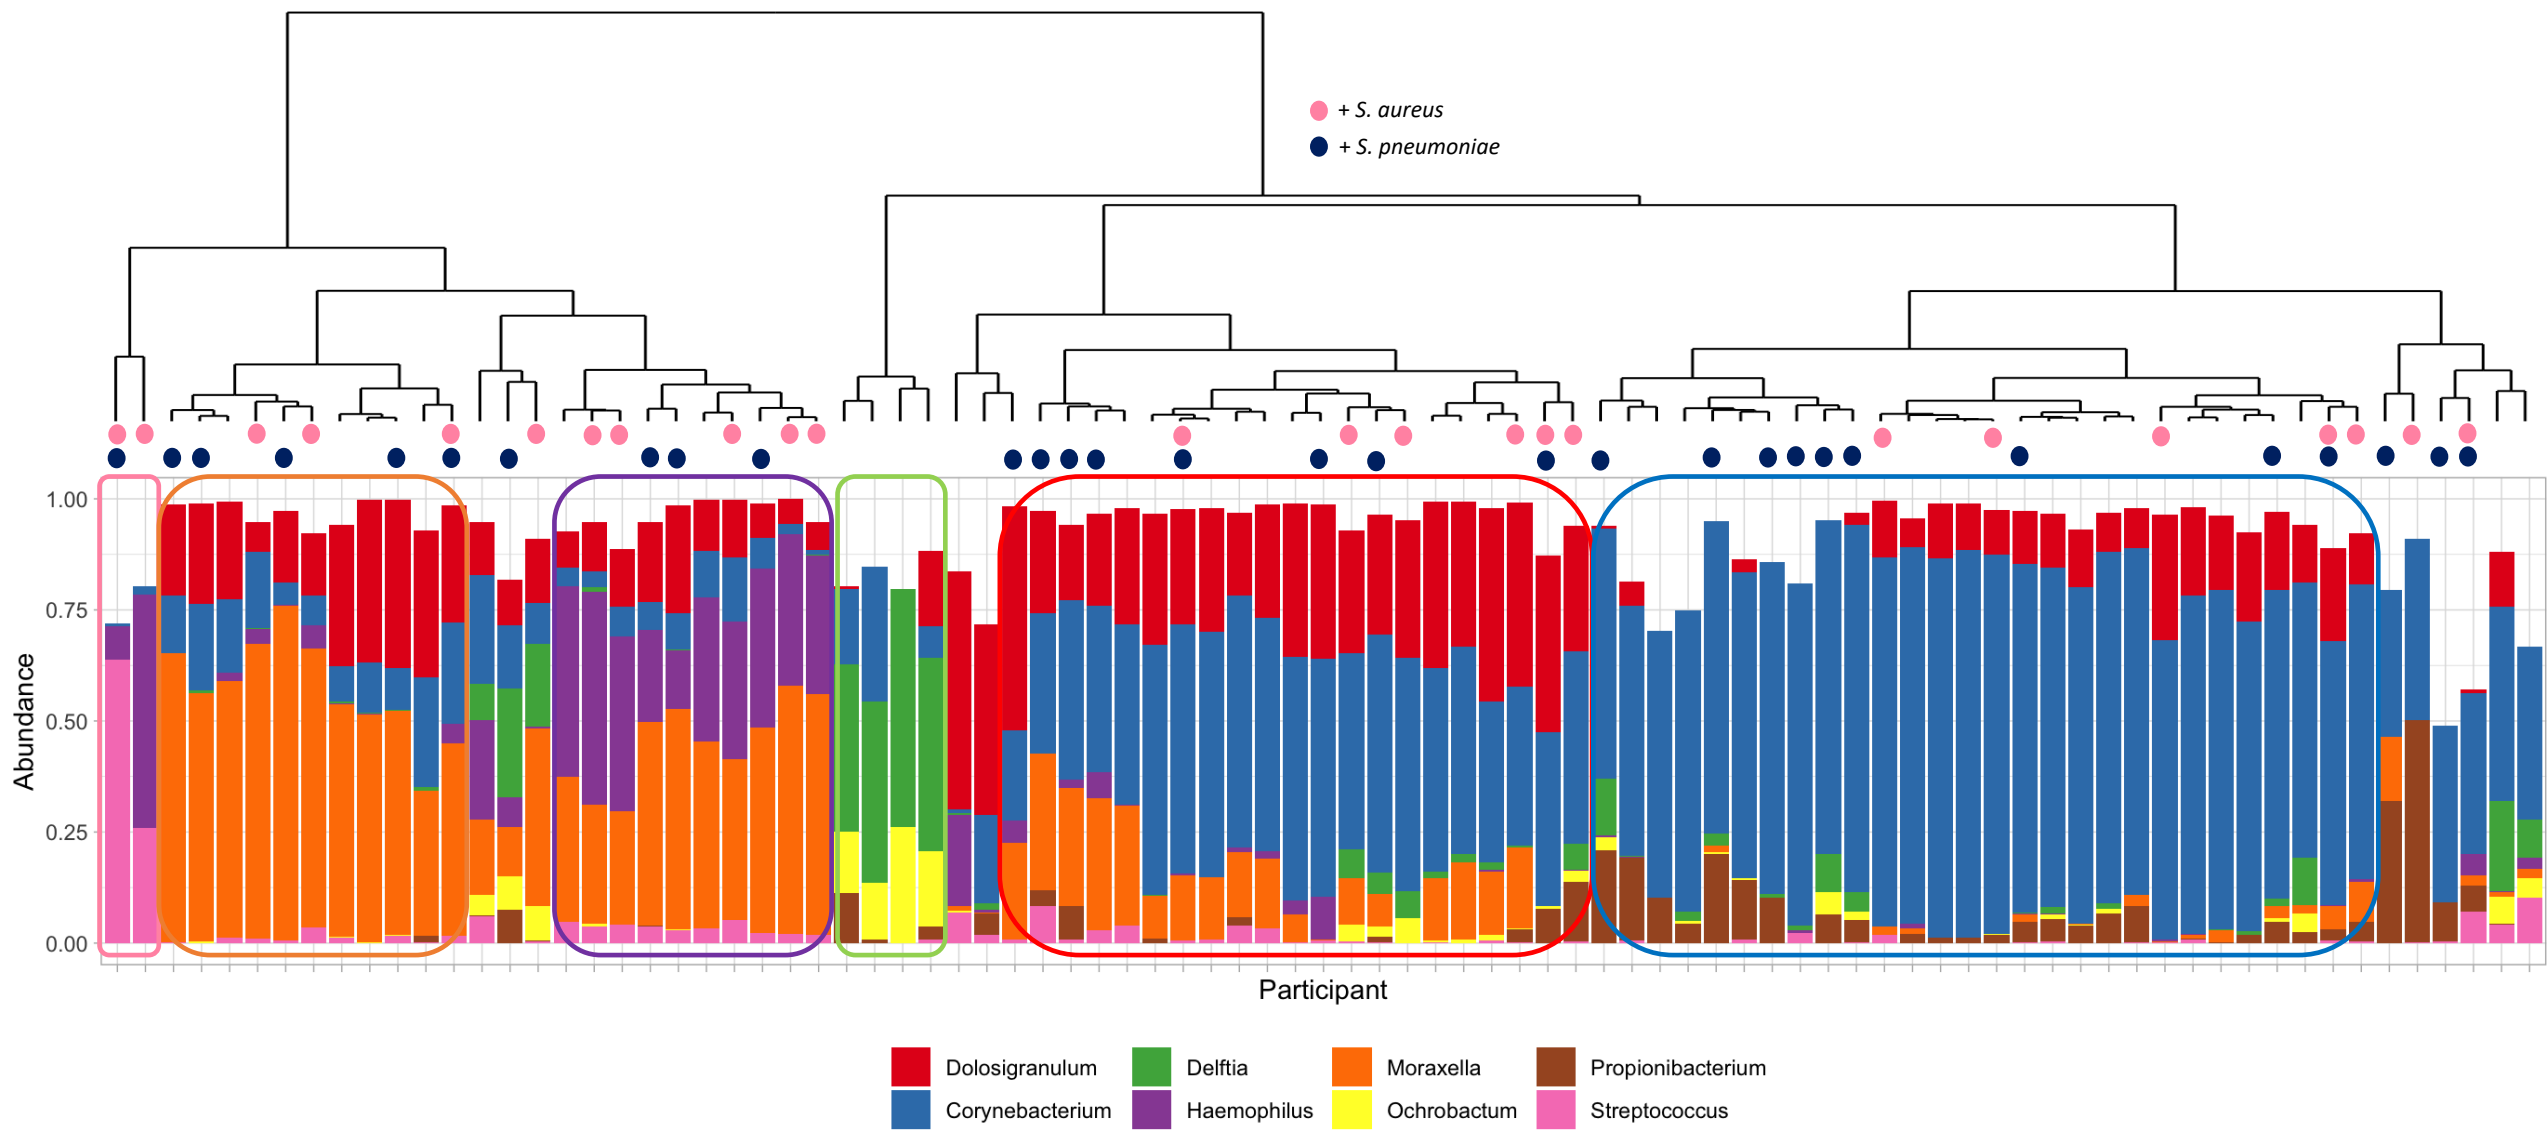 + S. aureus
+ S. pneumoniae
1.00
0.75
0.50
0.25
0.00
Abundance
Participant
Dolosigranulum Delftia Moraxella Propionibacterium
Corynebacterium Haemophilus Ochrobactum Streptococcus